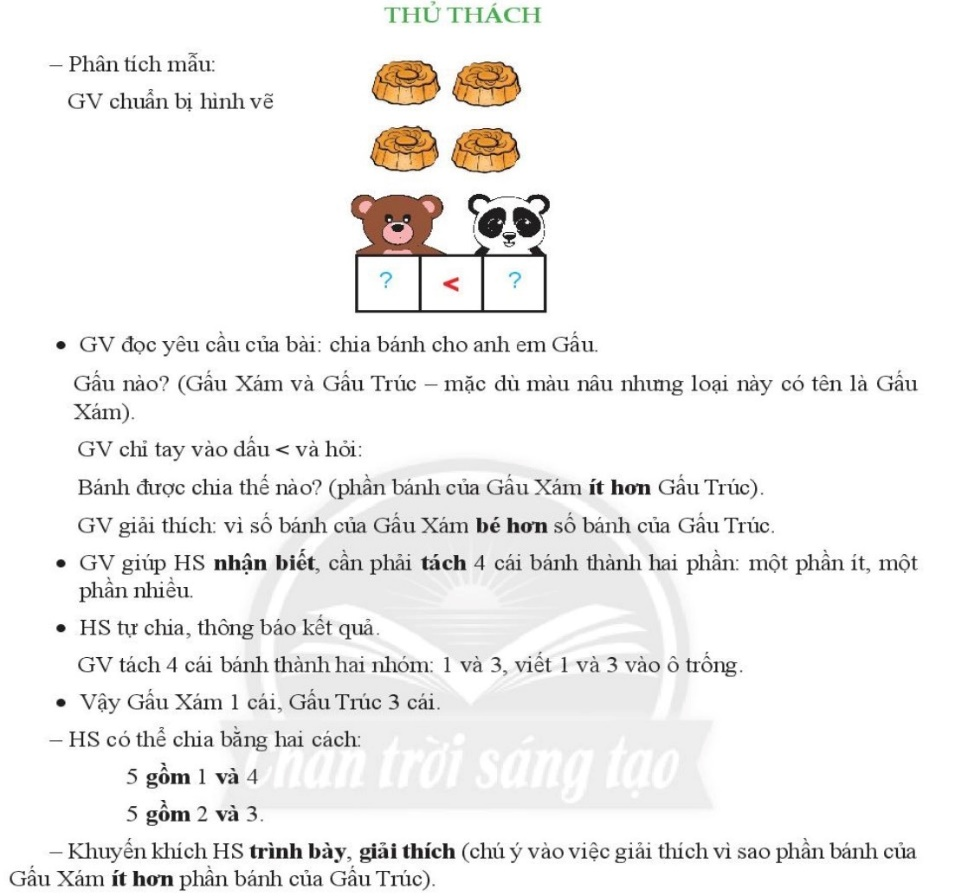 THỬ THÁCH
– Phân tích mẫu:
GV chuẩn bị hình vẽ
? < ?
• GV đọc yêu cầu của bài: chia bánh cho anh em Gấu.
Gấu nào? (Gấu Xám và Gấu Trúc – mặc dù màu nâu nhưng loại này có tên là Gấu
Xám).
GV chỉ tay vào dấu < và hỏi:
Bánh được chia thế nào? (phần bánh của Gấu Xám ít hơn Gấu Trúc).
GV giải thích: vì số bánh của Gấu Xám bé hơn số bánh của Gấu Trúc.
• GV giúp HS nhận biết, cần phải tách 4 cái bánh thành hai phần: một phần ít, một
phần nhiều.
• HS tự chia, thông báo kết quả.
GV tách 4 cái bánh thành hai nhóm: 1 và 3, viết 1 và 3 vào ô trống.
• Vậy Gấu Xám 1 cái, Gấu Trúc 3 cái.
– HS có thể chia bằng hai cách:
Chân trời sáng tạo
5 gồm 1 và 4
5 gồm 2 và 3.
– Khuyến khích HS trình bày, giải thích (chú ý vào việc giải thích vì sao phần bánh của
Gấu Xám ít hơn phần bánh của Gấu Trúc).